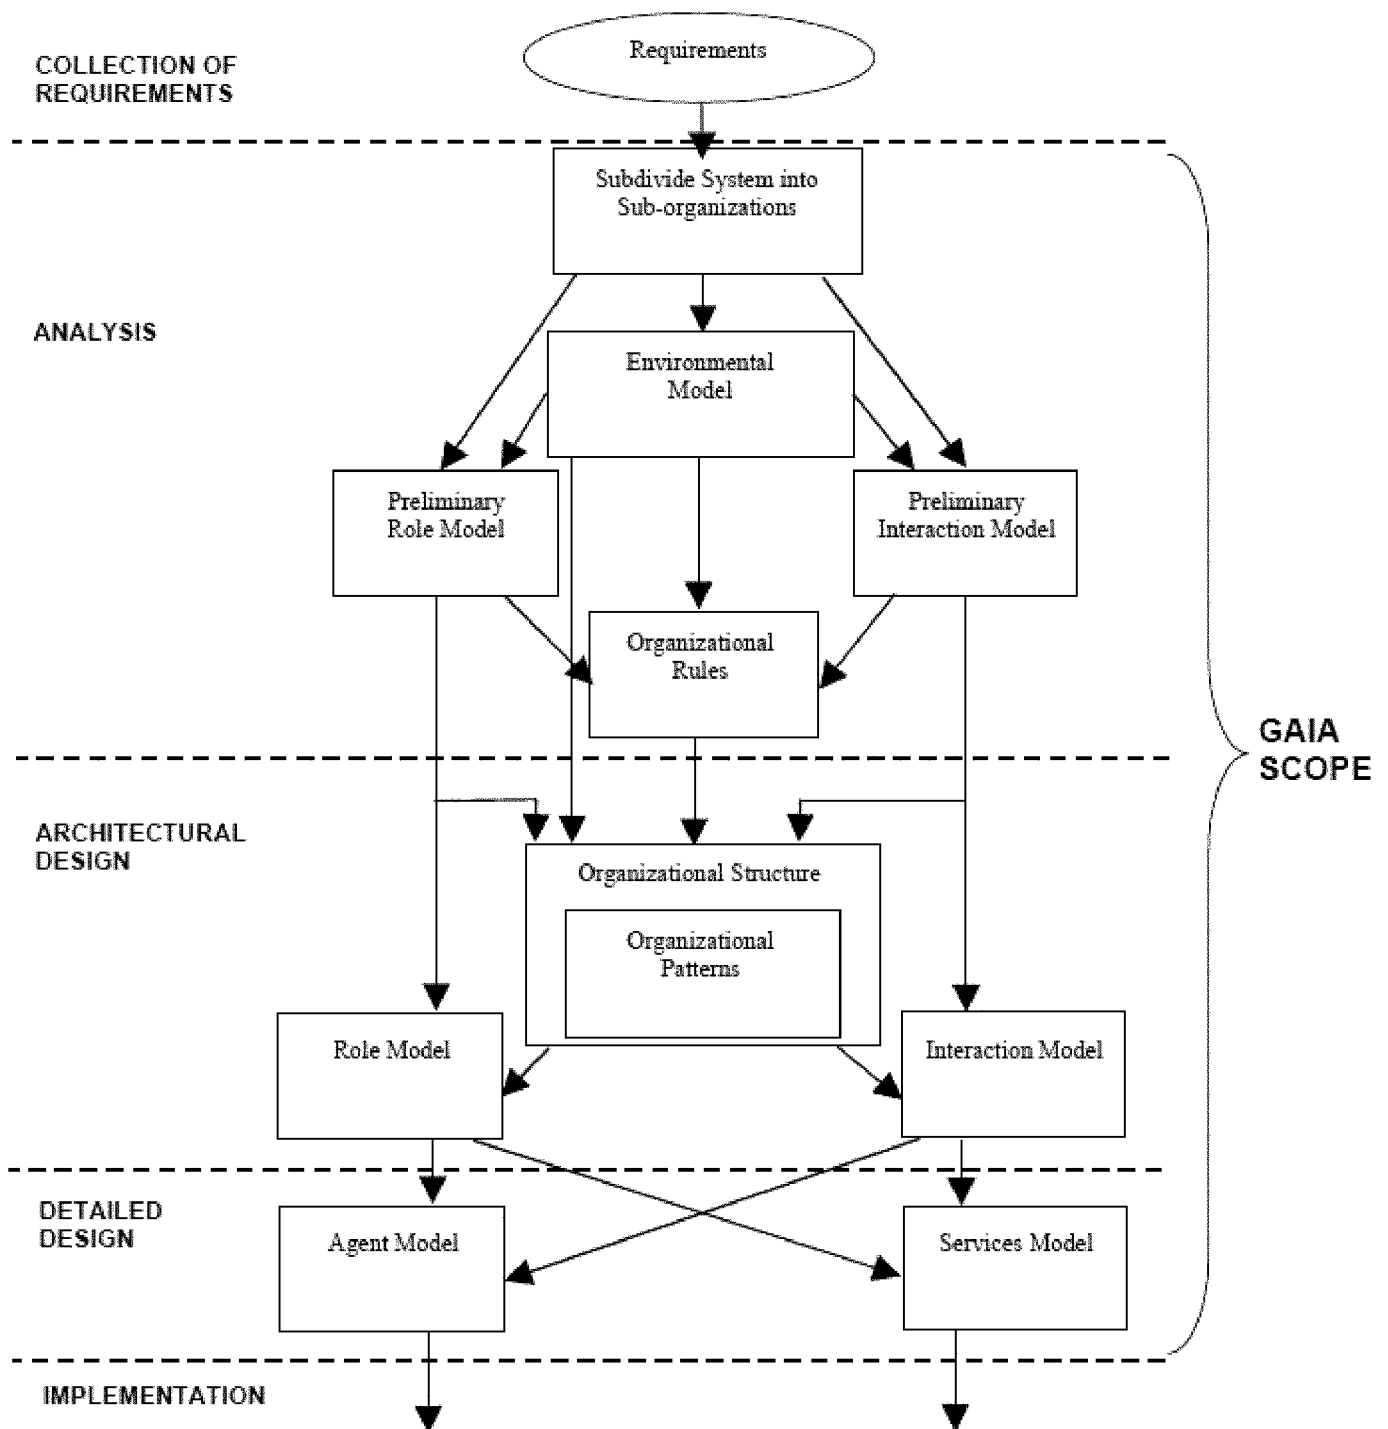 COLLECTION OF
REQUIREMENTS
Requirements
Subdivide System into
Sub-organizations
ANALYSIS
Environmental
Model
Preliminary
Role Model
Preliminary
Interaction Model
Organizational
Rules
GAIA
SCOPE
ARCHITECTURAL
DESIGN
Organizational Structure
Organizational
Patterns
Role Model
Interaction Model
DETAILED
DESIGN
Agent Model
Services Model
IMPLEMENTATION